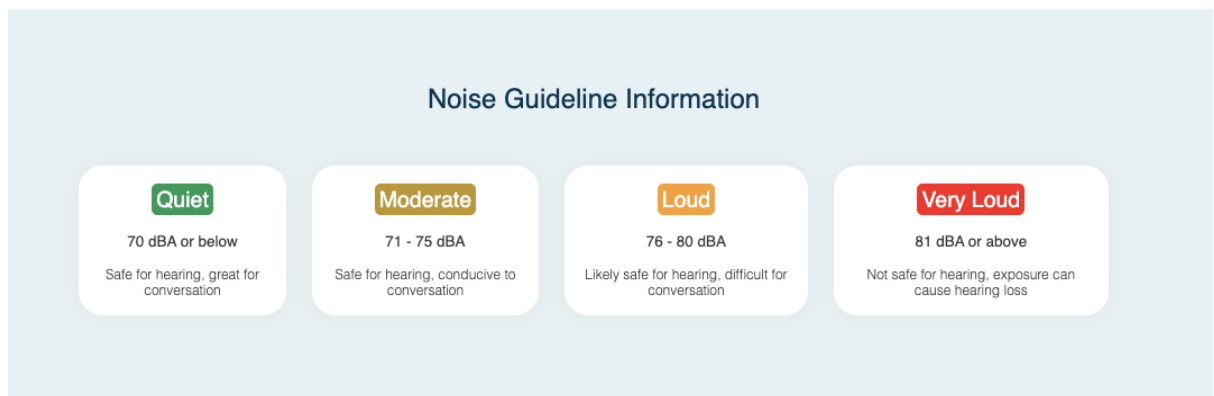 Noise Guideline Information
Quiet
70 dBA or below
Safe for hearing, great for
conversation
Moderate
71 - 75 dBA
Safe for hearing, conducive to
conversation
Loud
76 - 80 dBA
Likely safe for hearing, difficult for
conversation
Very Loud
81 dBA or above
Not safe for hearing, exposure can
cause hearing loss